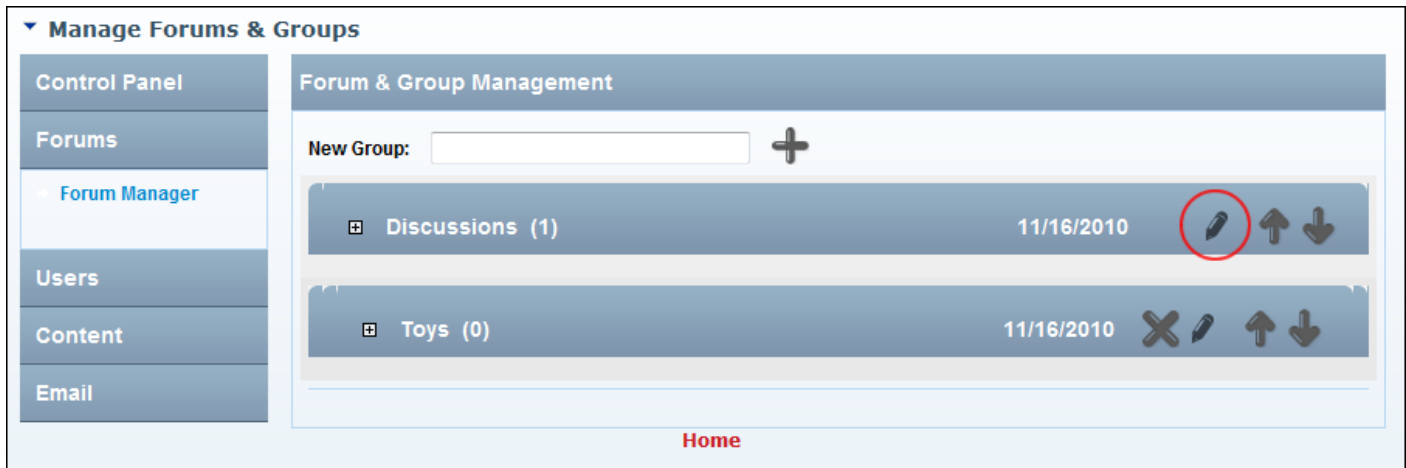 Manage Forums & Groups
Control Panel
Forums
Forum Manager
Users
Content
Email
Forum & Group Management
New Group:
Discussions (1) 11/16/2010
Toys (0) 11/16/2010
Home